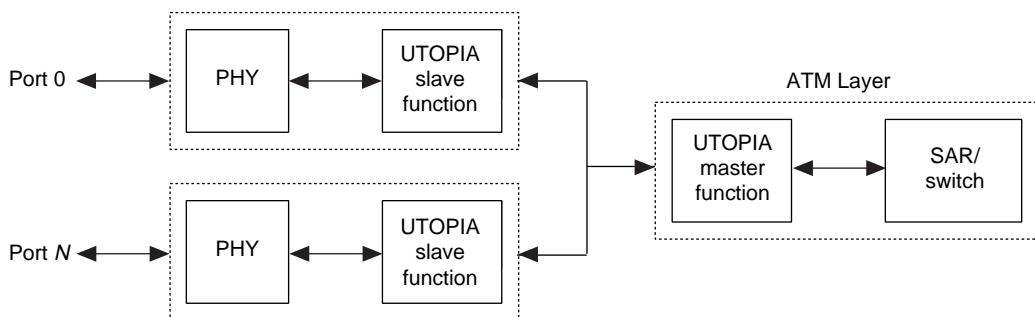 Port 0
PHY
UTOPIA
slave
function
ATM Layer
UTOPIA
master
function
SAR/
switch
Port N
PHY
UTOPIA
slave
function